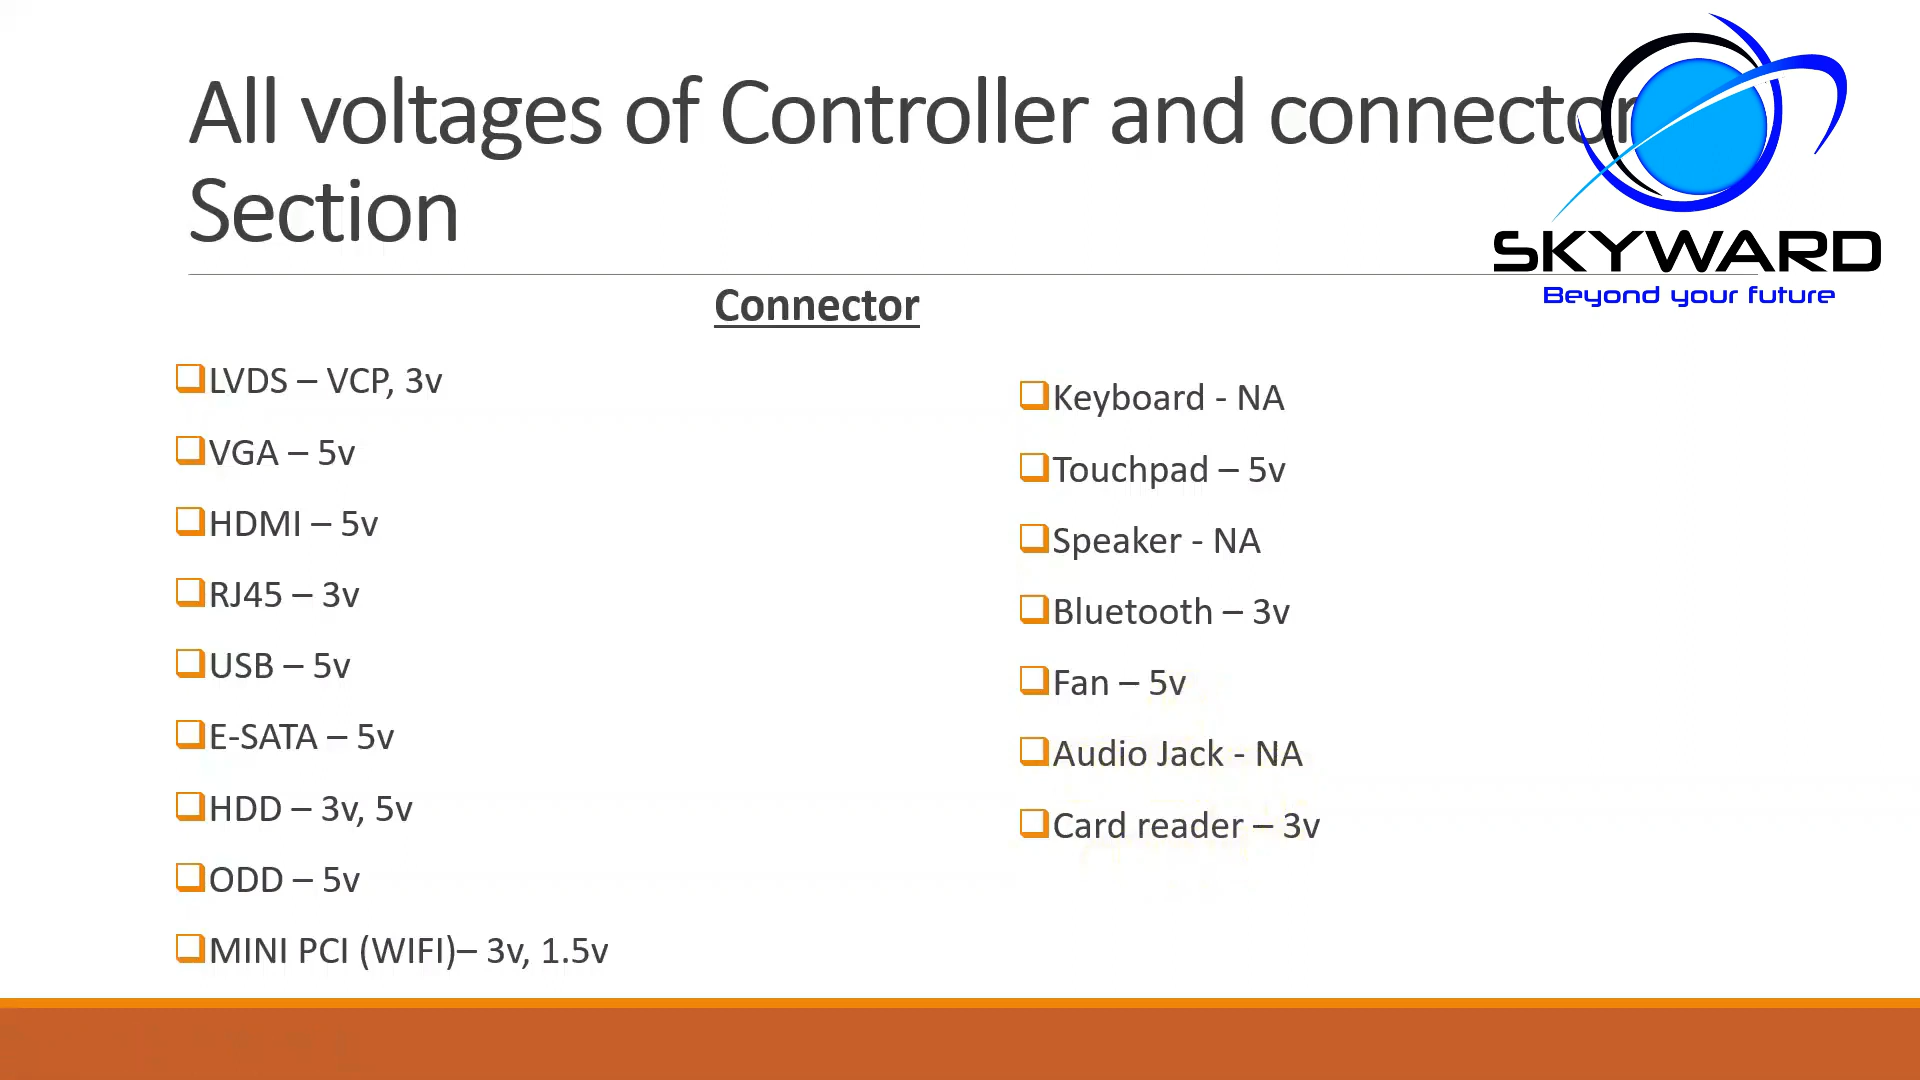 All voltages of Controller and connector
Section
SKYWARD
Beyond your future
Connector
LVDS – VCP, 3v
VGA – 5v
HDMI – 5v
RJ45 – 3v
USB – 5v
E-SATA – 5v
HDD – 3v, 5v
ODD – 5v
MINI PCI (WIFI)– 3v, 1.5v
Keyboard - NA
Touchpad – 5v
Speaker - NA
Bluetooth – 3v
Fan – 5v
Audio Jack - NA
Card reader – 3v